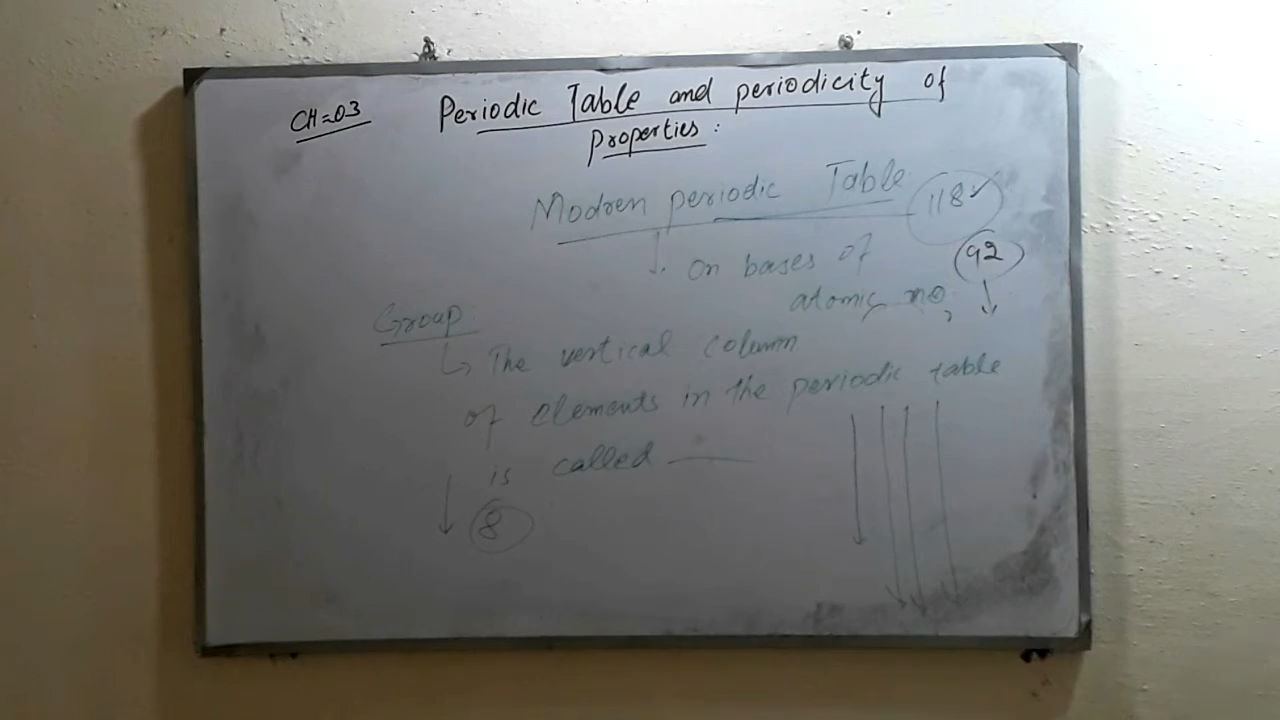 CH=03
Periodic Table and periodicity of
Properties:
Modren periodic Table 118✓
On bases of 92
atomic no,
Group
The vertical column
of elements in the periodic table
is called —
8